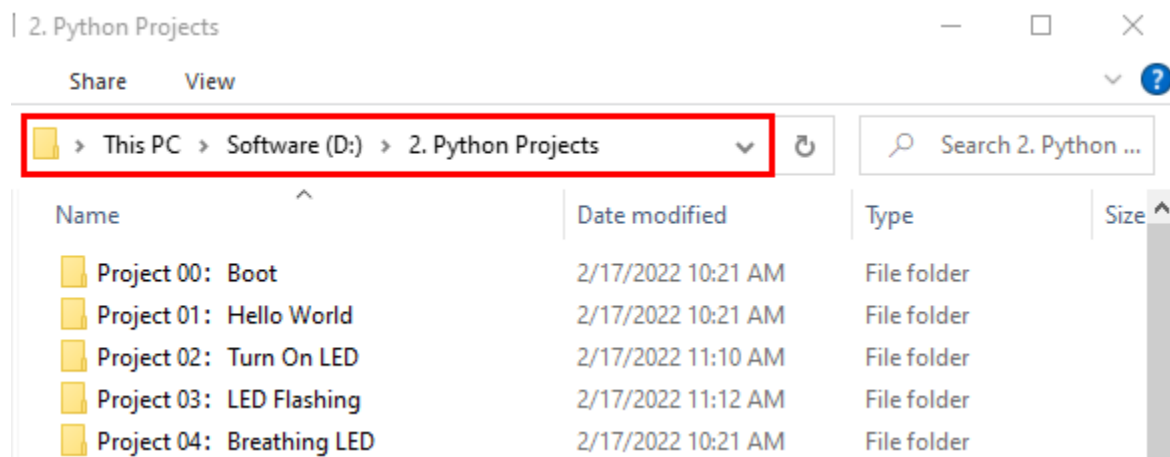 2. Python Projects
Share View
This PC > Software (D:) > 2. Python Projects Search 2. Python ...
Name Date modified Type Size
Project 00： Boot 2/17/2022 10:21 AM File folder
Project 01： Hello World 2/17/2022 10:21 AM File folder
Project 02： Turn On LED 2/17/2022 11:10 AM File folder
Project 03： LED Flashing 2/17/2022 11:12 AM File folder
Project 04： Breathing LED 2/17/2022 10:21 AM File folder